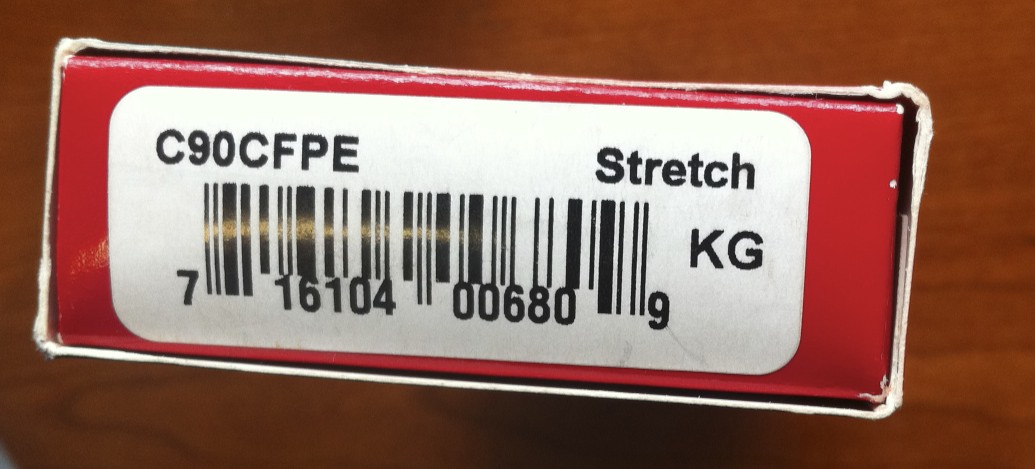 C90CFPE
Stretch
KG
7 16104 00680 9